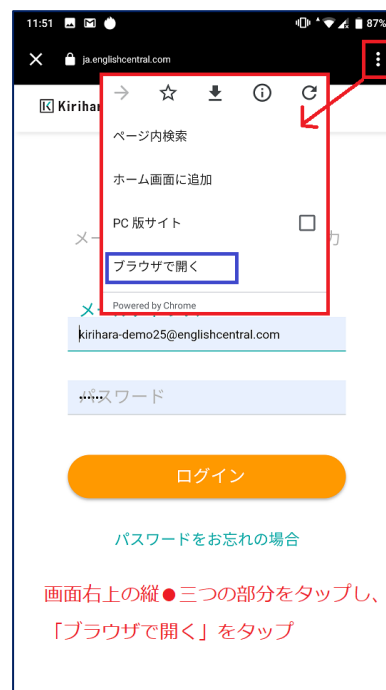 11:51 87%
ja.englishcentral.com
Kirihar
ページ内検索
ホーム画面に追加
PC 版サイト
ブラウザで開く
Powered by Chrome
kirihara-demo25@englishcentral.com
パスワード
ログイン
パスワードをお忘れの場合
画面右上の縦●三つの部分をタップし、
「ブラウザで開く」をタップ